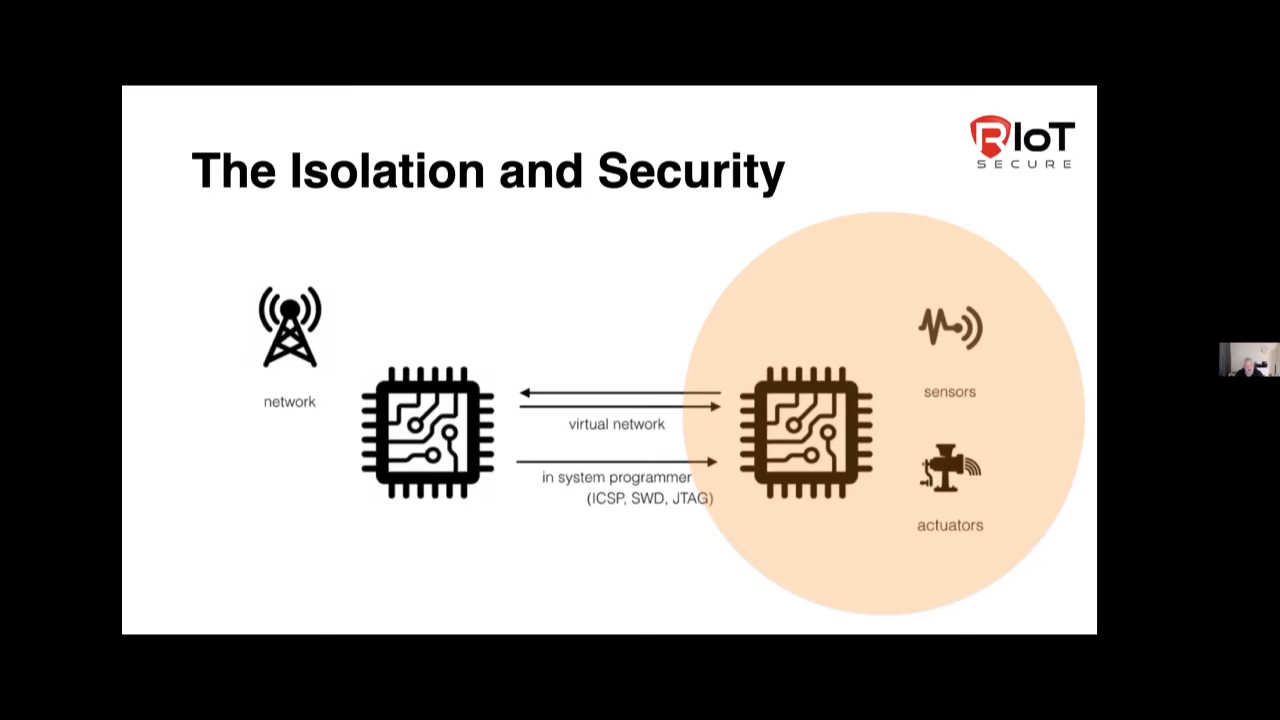 RIoT
SECURE
The Isolation and Security
network
virtual network
in system programmer
(ICSP, SWD, JTAG)
sensors
actuators